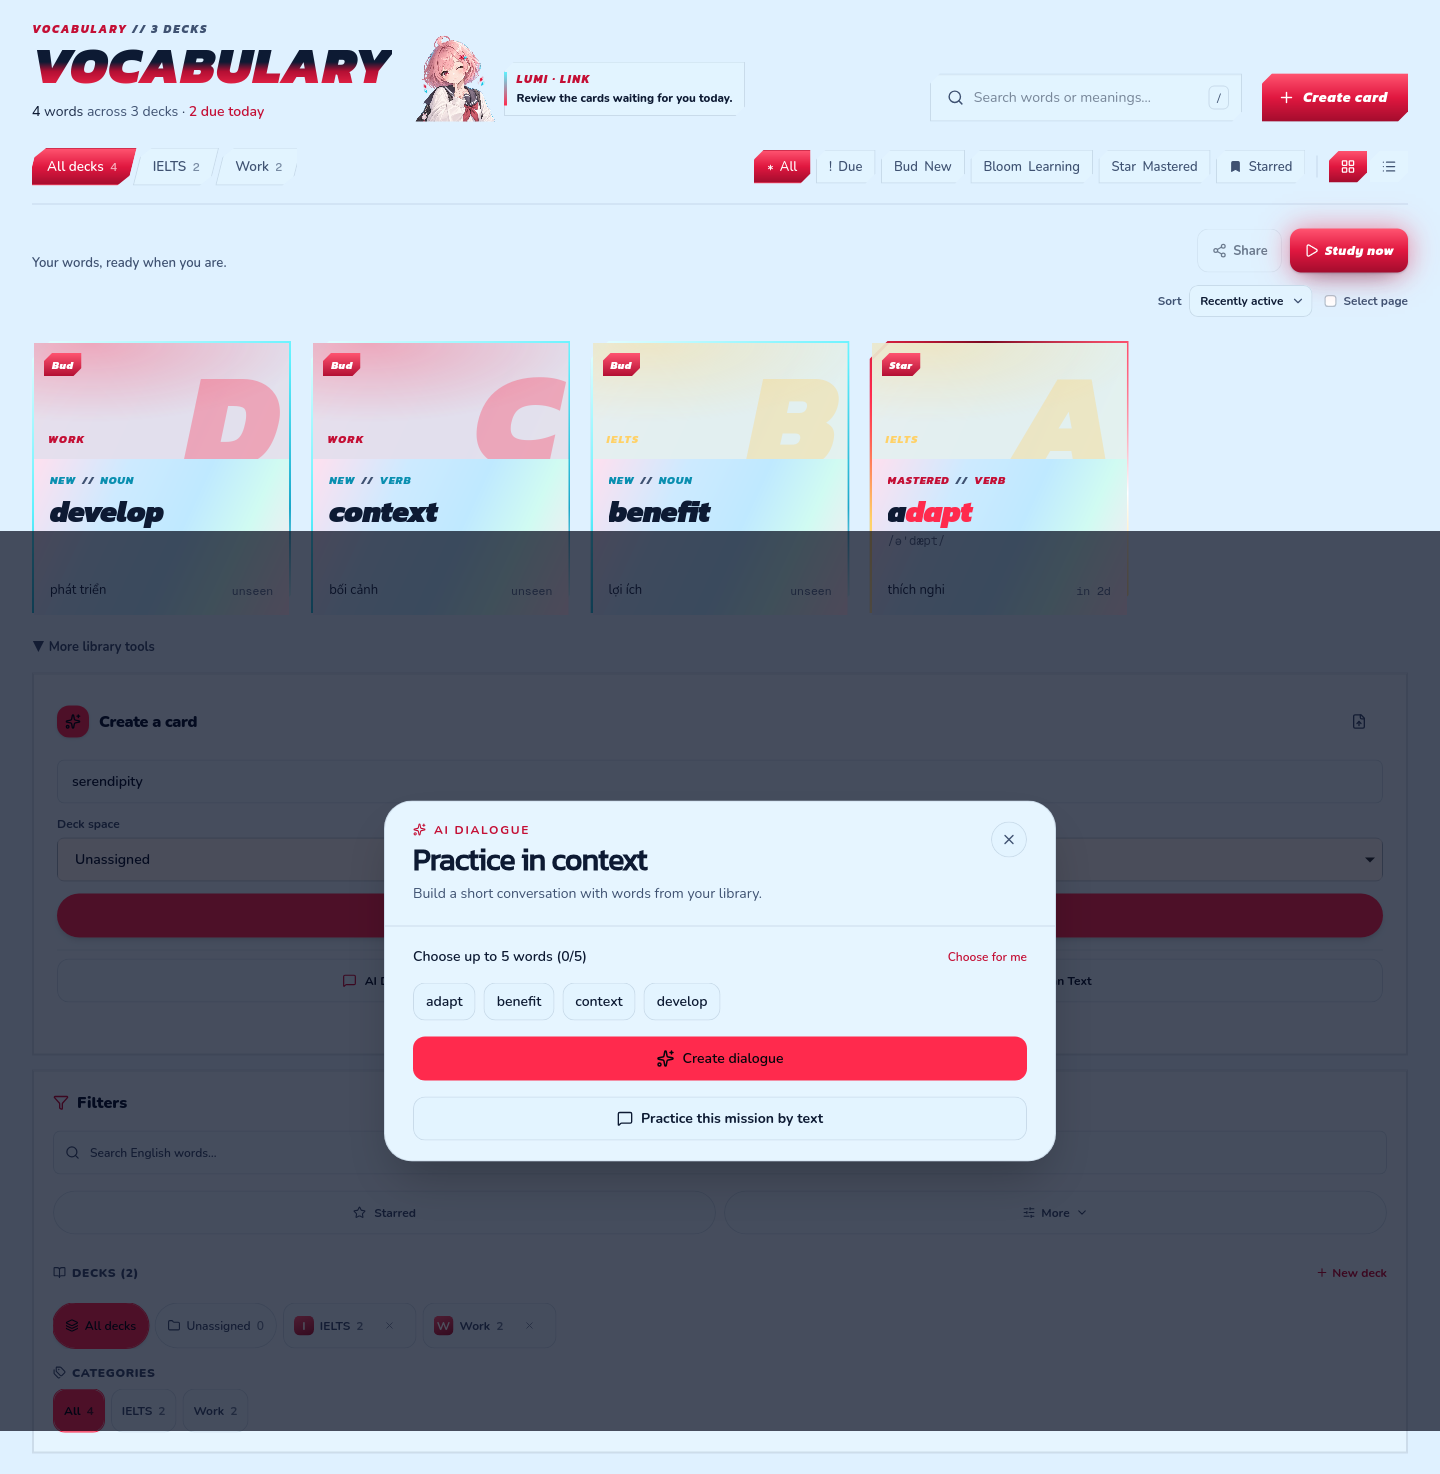 VOCABULARY // 3 DECKS
VOCABULARY
4 words across 3 decks · 2 due today
LUMI · LINK
Review the cards waiting for you today.
Search words or meanings...
/
+ Create card
All decks 4
IELTS 2
Work 2
* All
! Due
Bud New
Bloom Learning
Star Mastered
Starred
Your words, ready when you are.
Share
Study now
Sort
Recently active
Select page
Bud
D
WORK
NEW // NOUN
develop
phát triển
unseen
Bud
C
WORK
NEW // VERB
context
bối cảnh
unseen
Bud
B
IELTS
NEW // NOUN
benefit
lợi ích
unseen
Star
A
IELTS
MASTERED // VERB
adapt
/əˈdæpt/
thích nghi
in 2d
▼ More library tools
Create a card
serendipity
Deck space
Unassigned
AI D
n Text
AI DIALOGUE
Practice in context
Build a short conversation with words from your library.
Choose up to 5 words (0/5)
Choose for me
adapt
benefit
context
develop
Create dialogue
Practice this mission by text
Filters
Search English words...
Starred
More
DECKS (2)
+ New deck
All decks
Unassigned 0
I IELTS 2 ×
W Work 2 ×
CATEGORIES
All 4
IELTS 2
Work 2